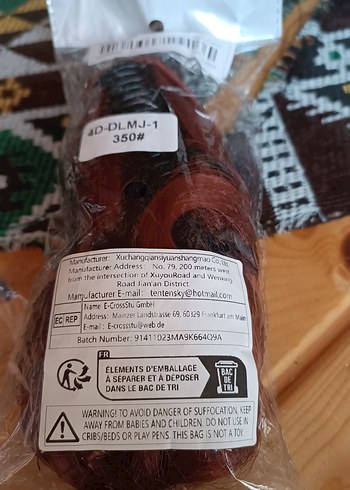 4D-DLMJ-1
350#
Manufacturer: Xuchangqiansiyuanshangmao Co.,Ltd
Manufacturer Address: No.79, 200 meters west
from the intersection of XuyouRoad and Wenxing
Road Jian'an District
Manufacturer E-mail: tentensky@hotmail.com
EC REP
Name: E-CrossStu GmbH
Address: Mainzer Landstrasse 69, 60329 Frankfurt am Main
E-mail: E-crossstu@web.de
Batch Number: 91411023MA9K664Q9A
FR
ÉLÉMENTS D'EMBALLAGE
À SÉPARER ET À DÉPOSER
DANS LE BAC DE TRI
BAC
DE
TRI
WARNING! TO AVOID DANGER OF SUFFOCATION, KEEP
AWAY FROM BABIES AND CHILDREN. DO NOT USE IN
CRIBS/BEDS OR PLAY PENS. THIS BAG IS NOT A TOY.